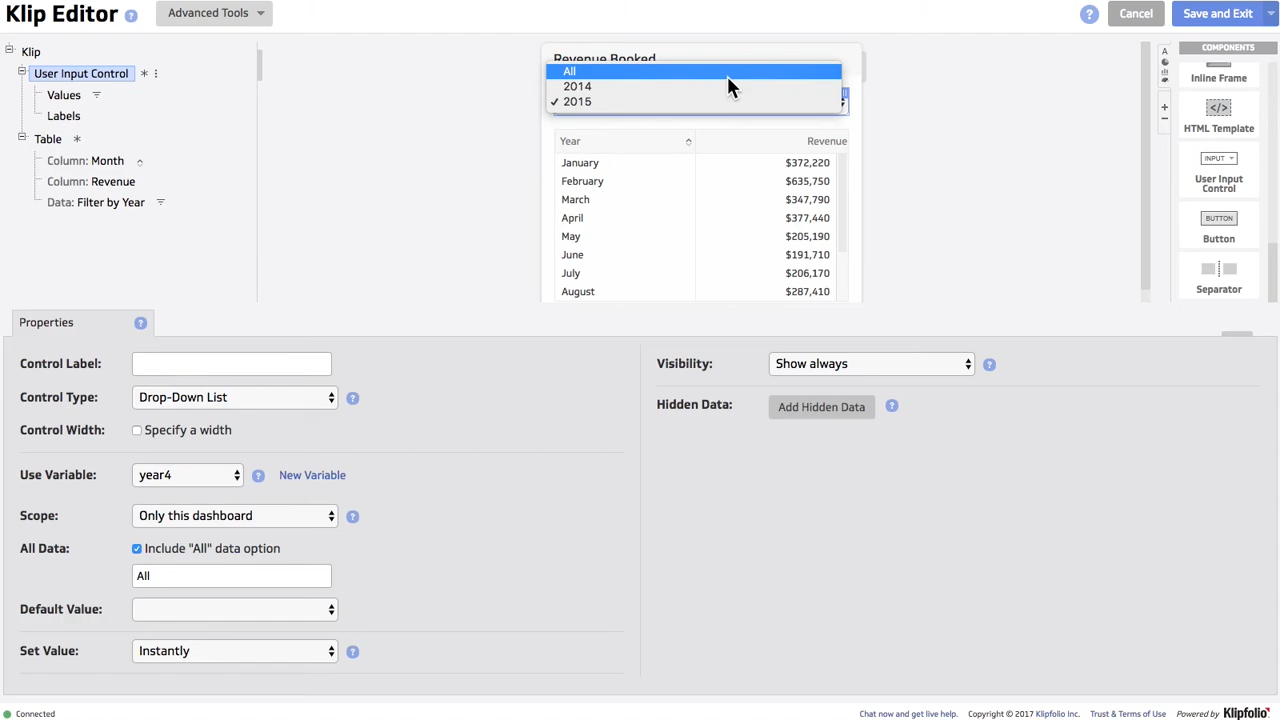 Klip Editor
Advanced Tools
Cancel
Save and Exit
Klip
User Input Control
Values
Labels
Table
Column: Month
Column: Revenue
Data: Filter by Year
Revenue Booked
All
2014
✓ 2015
Year Revenue
January $372,220
February $635,750
March $347,790
April $377,440
May $205,190
June $191,710
July $206,170
August $287,410
COMPONENTS
Inline Frame
</>
HTML Template
INPUT
User Input
Control
BUTTON
Button
Separator
Properties
Control Label:
Control Type: Drop-Down List
Control Width: Specify a width
Use Variable: year4 New Variable
Scope: Only this dashboard
All Data: Include "All" data option
All
Default Value:
Set Value: Instantly
Visibility: Show always
Hidden Data: Add Hidden Data
Connected
Chat now and get live help. Copyright © 2017 Klipfolio Inc. Trust & Terms of Use Powered by Klipfolio